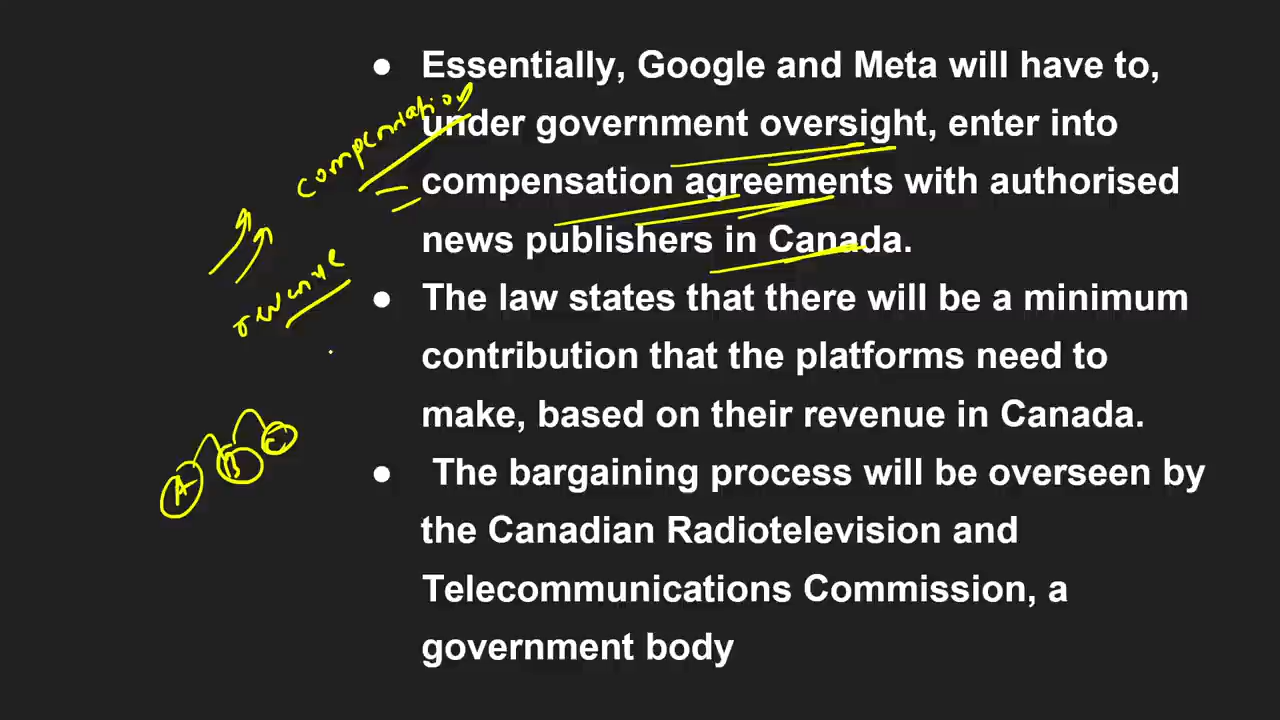 ● Essentially, Google and Meta will have to,
under government oversight, enter into
compensation agreements with authorised
news publishers in Canada.
● The law states that there will be a minimum
contribution that the platforms need to
make, based on their revenue in Canada.
● The bargaining process will be overseen by
the Canadian Radiotelevision and
Telecommunications Commission, a
government body
compensation
revenue
A B C